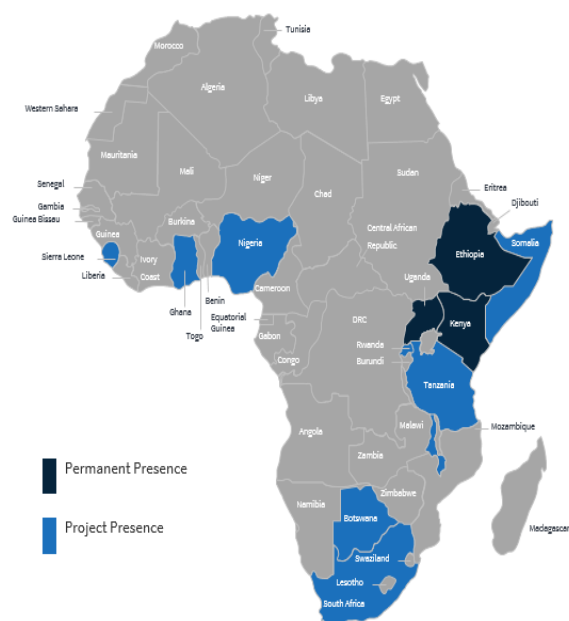 Tunisia
Morocco
Algeria
Libya
Egypt
Western Sahara
Mauritania
Mali
Niger
Chad
Sudan
Eritrea
Senegal
Gambia
Guinea Bissau
Guinea
Burkina
Djibouti
Sierra Leone
Liberia
Ivory
Coast
Ghana
Togo
Benin
Nigeria
Central African
Republic
Ethiopia
Somalia
Cameroon
Equatorial
Guinea
Uganda
Kenya
Gabon
Congo
DRC
Rwanda
Burundi
Tanzania
Angola
Malawi
Mozambique
Zambia
Zimbabwe
Namibia
Botswana
Madagascar
Swaziland
Lesotho
South Africa
Permanent Presence
Project Presence